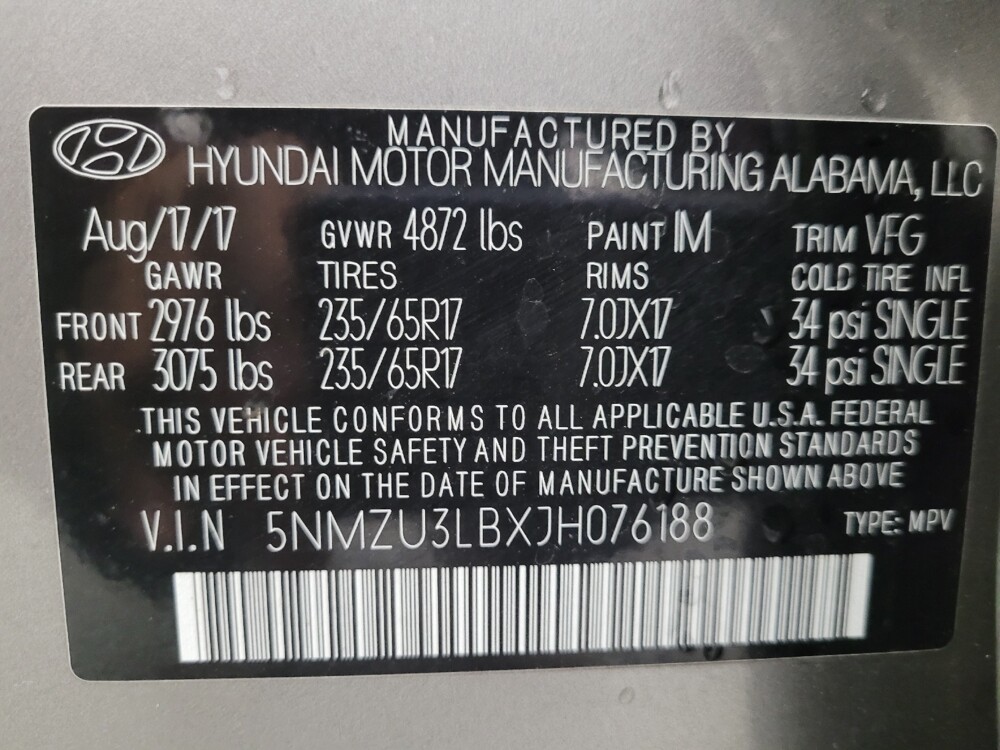 MANUFACTURED BY
HYUNDAI MOTOR MANUFACTURING ALABAMA, LLC
Aug/17/17 GVWR 4872 lbs PAINT IM TRIM VFG
GAWR TIRES RIMS COLD TIRE INFL
FRONT 2976 lbs 235/65R17 7.0JX17 34 psi SINGLE
REAR 3075 lbs 235/65R17 7.0JX17 34 psi SINGLE
THIS VEHICLE CONFORMS TO ALL APPLICABLE U.S.A. FEDERAL
MOTOR VEHICLE SAFETY AND THEFT PREVENTION STANDARDS
IN EFFECT ON THE DATE OF MANUFACTURE SHOWN ABOVE
V.I.N 5NMZU3LBXJH076188 TYPE: MPV